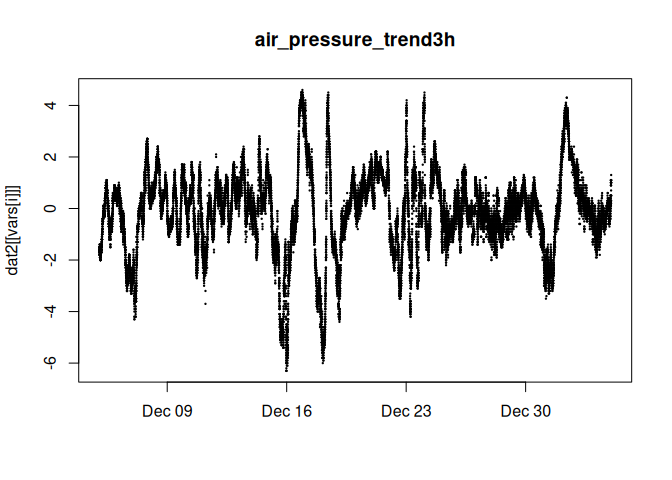 air_pressure_trend3h
dat2[[vars[i]]]
4
2
0
-2
-4
-6
Dec 09 Dec 16 Dec 23 Dec 30